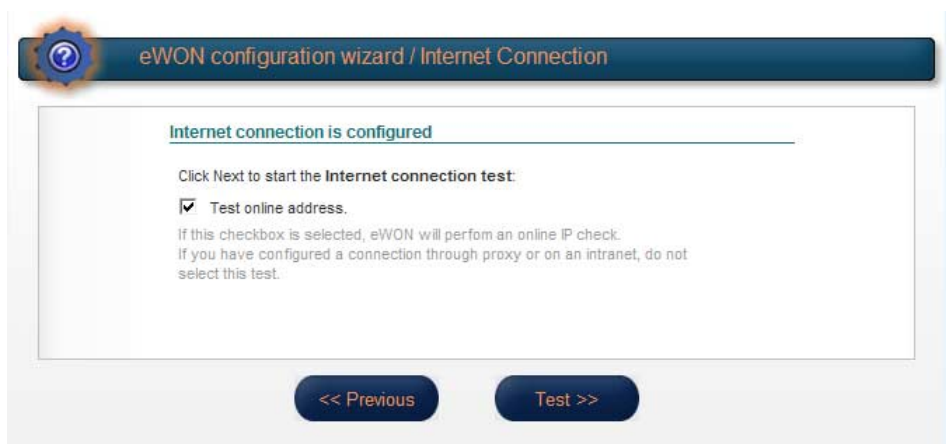 eWON configuration wizard / Internet Connection
Internet connection is configured
Click Next to start the Internet connection test:
Test online address.
If this checkbox is selected, eWON will perfom an online IP check.
If you have configured a connection through proxy or on an intranet, do not
select this test.
<< Previous
Test >>